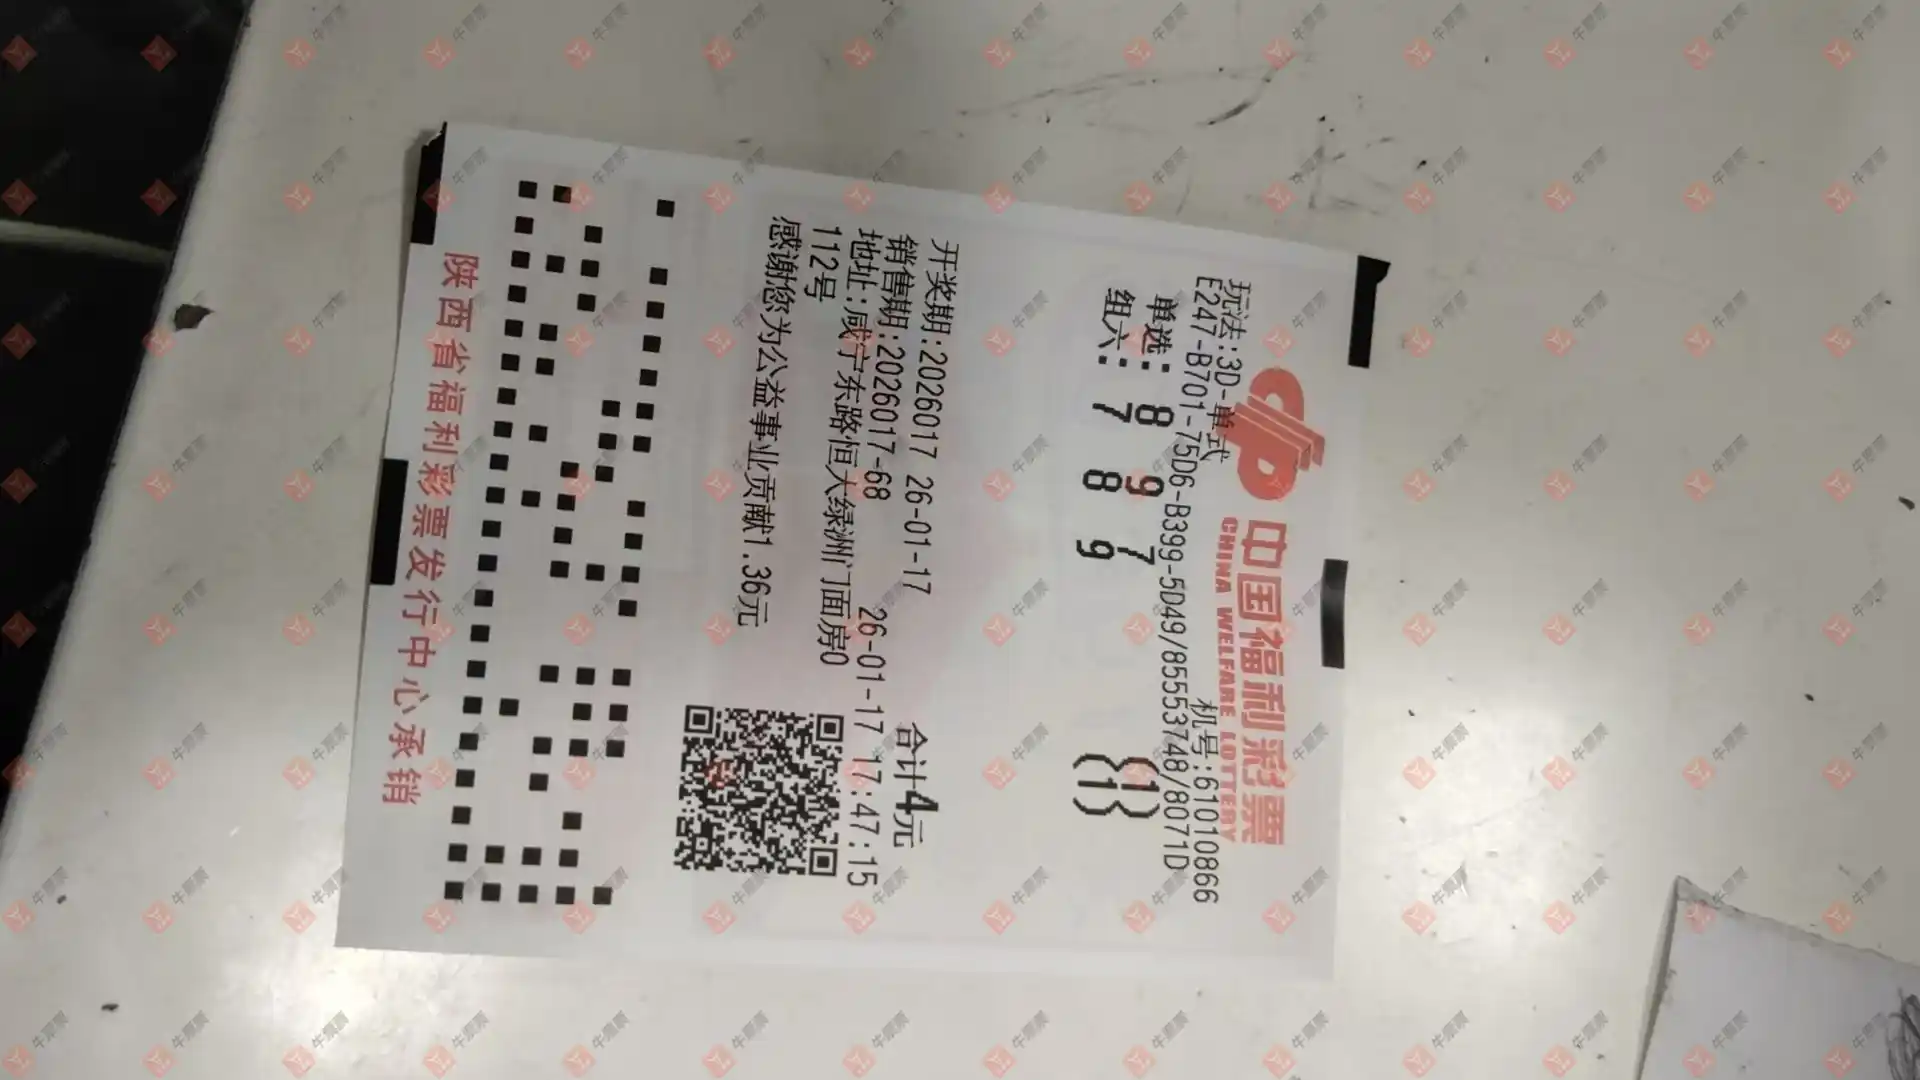 中国福利彩票
CHINA WELFARE LOTTERY
玩法:3D-单式 机号:61010866
E247-B701-75D6-B399-5D49/85553748/8071D
单选: 8 9 7 (1)
组六: 7 8 9 (1)
开奖期:2026017 26-01-17 合计4元
销售期:2026017-68 26-01-17 17:47:15
地址:咸宁东路恒大绿洲门面房0
112号
感谢您为公益事业贡献1.36元
陕西省福利彩票发行中心承销